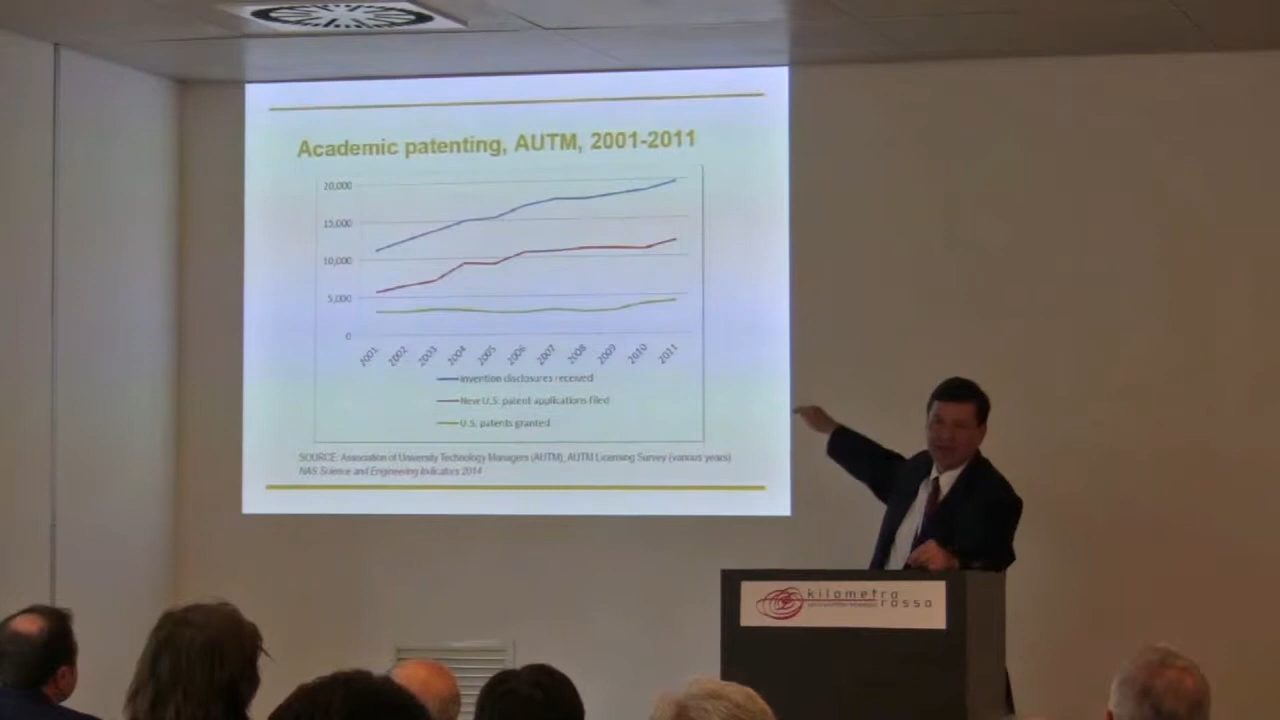 Academic patenting, AUTM, 2001-2011
20,000
15,000
10,000
5,000
0
2001 2002 2003 2004 2005 2006 2007 2008 2009 2010 2011
Invention disclosures received
New U.S. patent applications filed
U.S. patents granted
SOURCE: Association of University Technology Managers (AUTM), AUTM Licensing Survey (various years)
NAS Science and Engineering Indicators 2014
kilometro
rosso